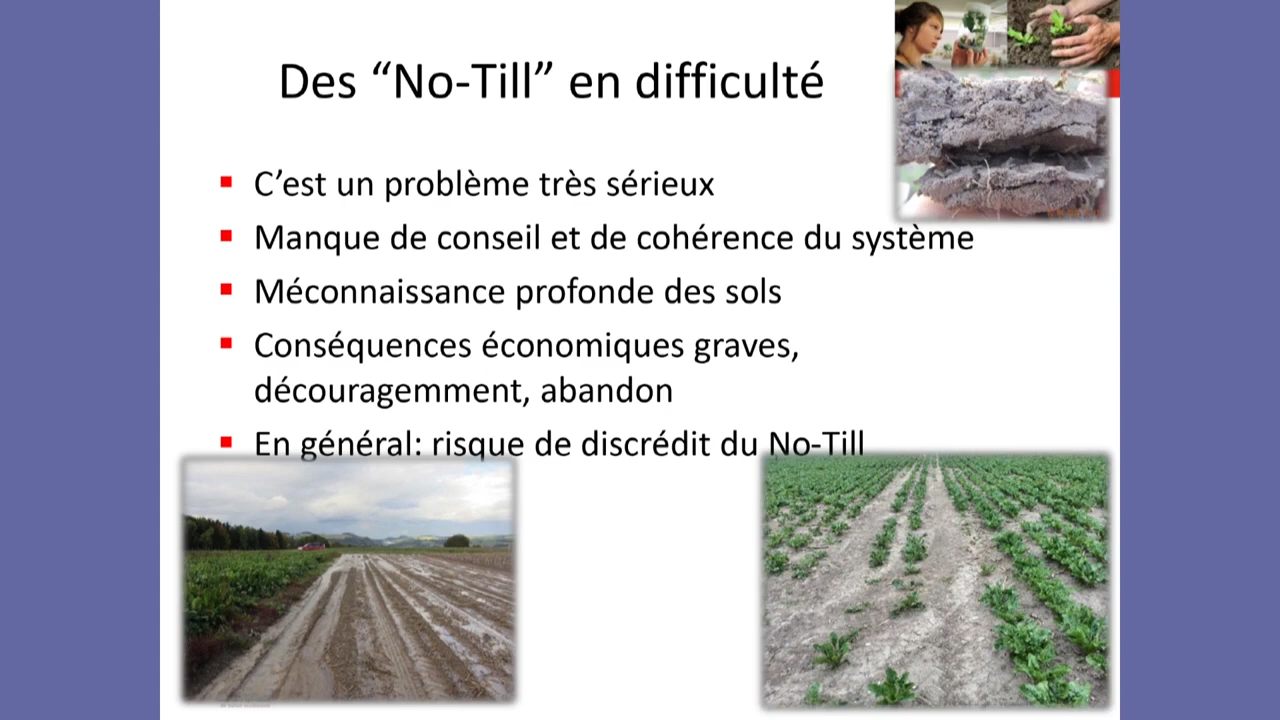 Des “No-Till” en difficulté
C’est un problème très sérieux
Manque de conseil et de cohérence du système
Méconnaissance profonde des sols
Conséquences économiques graves,
découragemment, abandon
En général: risque de discrédit du No-Till